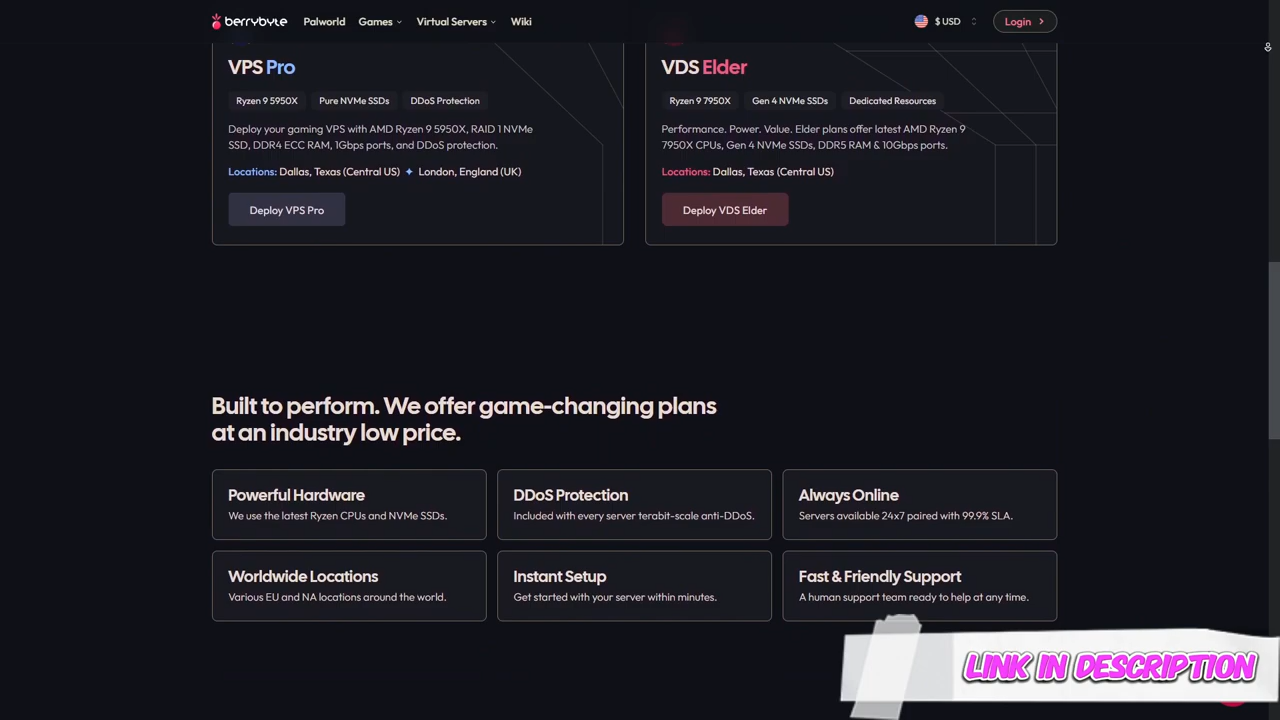 berrybyte Palworld Games Virtual Servers Wiki $ USD Login
VPS Pro
Ryzen 9 5950X Pure NVMe SSDs DDoS Protection
Deploy your gaming VPS with AMD Ryzen 9 5950X, RAID 1 NVMe
SSD, DDR4 ECC RAM, 1Gbps ports, and DDoS protection.
Locations: Dallas, Texas (Central US) ✦ London, England (UK)
Deploy VPS Pro
VDS Elder
Ryzen 9 7950X Gen 4 NVMe SSDs Dedicated Resources
Performance. Power. Value. Elder plans offer latest AMD Ryzen 9
7950X CPUs, Gen 4 NVMe SSDs, DDR5 RAM & 10Gbps ports.
Locations: Dallas, Texas (Central US)
Deploy VDS Elder
Built to perform. We offer game-changing plans
at an industry low price.
Powerful Hardware
We use the latest Ryzen CPUs and NVMe SSDs.
DDoS Protection
Included with every server terabit-scale anti-DDoS.
Always Online
Servers available 24x7 paired with 99.9% SLA.
Worldwide Locations
Various EU and NA locations around the world.
Instant Setup
Get started with your server within minutes.
Fast & Friendly Support
A human support team ready to help at any time.
LINK IN DESCRIPTION